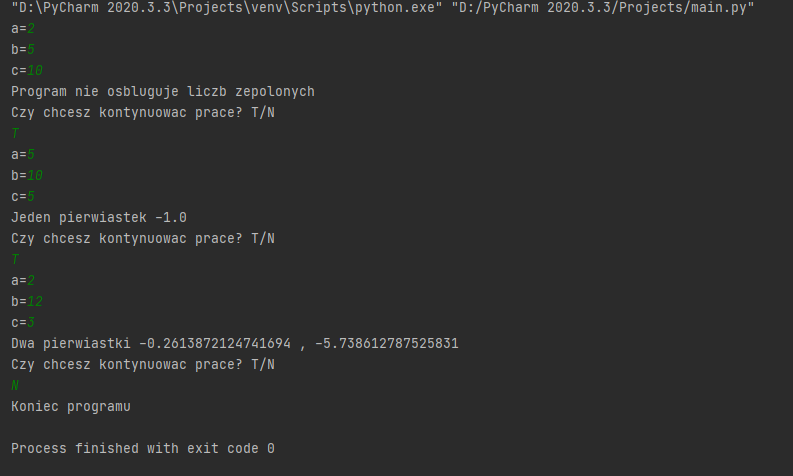 "D:\PyCharm 2020.3.3\Projects\venv\Scripts\python.exe" "D:/PyCharm 2020.3.3/Projects/main.py"
a=2
b=5
c=10
Program nie osbluguje liczb zepolonych
Czy chcesz kontynuowac prace? T/N
T
a=5
b=10
c=5
Jeden pierwiastek -1.0
Czy chcesz kontynuowac prace? T/N
T
a=2
b=12
c=3
Dwa pierwiastki -0.2613872124741694 , -5.738612787525831
Czy chcesz kontynuowac prace? T/N
N
Koniec programu
Process finished with exit code 0